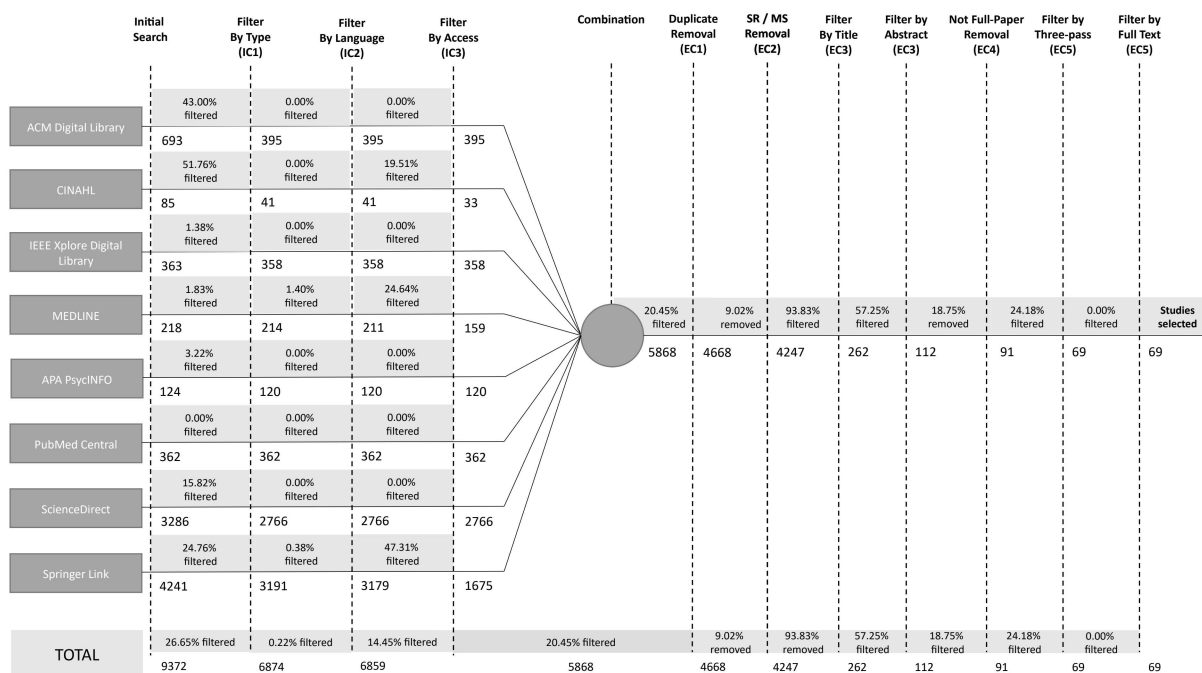 Initial
Search
Filter
By Type
(IC1)
Filter
By Language
(IC2)
Filter
By Access
(IC3)
Combination
Duplicate
Removal
(EC1)
SR / MS
Removal
(EC2)
Filter
By Title
(EC3)
Filter by
Abstract
(EC3)
Not Full-Paper
Removal
(EC4)
Filter by
Three-pass
(EC5)
Filter by
Full Text
(EC5)
ACM Digital Library
43.00%
filtered
0.00%
filtered
0.00%
filtered
693 395 395 395
CINAHL
51.76%
filtered
0.00%
filtered
19.51%
filtered
85 41 41 33
IEEE Xplore Digital
Library
1.38%
filtered
0.00%
filtered
0.00%
filtered
363 358 358 358
MEDLINE
1.83%
filtered
1.40%
filtered
24.64%
filtered
218 214 211 159
APA PsycINFO
3.22%
filtered
0.00%
filtered
0.00%
filtered
124 120 120 120
PubMed Central
0.00%
filtered
0.00%
filtered
0.00%
filtered
362 362 362 362
ScienceDirect
15.82%
filtered
0.00%
filtered
0.00%
filtered
3286 2766 2766 2766
Springer Link
24.76%
filtered
0.38%
filtered
47.31%
filtered
4241 3191 3179 1675
20.45%
filtered
9.02%
removed
93.83%
filtered
57.25%
filtered
18.75%
removed
24.18%
filtered
0.00%
filtered
Studies
selected
5868 4668 4247 262 112 91 69 69
TOTAL
26.65% filtered
0.22% filtered
14.45% filtered
20.45% filtered
9.02%
removed
93.83%
removed
57.25%
filtered
18.75%
filtered
24.18%
filtered
0.00%
filtered
9372 6874 6859 5868 4668 4247 262 112 91 69 69